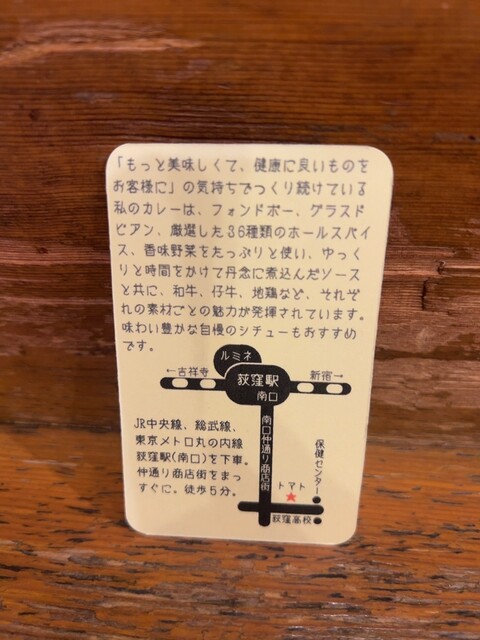 「もっと美味しくて、健康に良いものを
お客様に」の気持ちでつくり続けている
私のカレーは、フォンドボー、グラスド
ビアン、厳選した36種類のホールスパイ
ス、香味野菜をたっぷりと使い、ゆっく
りと時間をかけて丹念に煮込んだソース
と共に、和牛、仔牛、地鶏など、それぞ
れの素材ごとの魅力が発揮されています。
味わい豊かな自慢のシチューもおすすめ
です。
ルミネ
←吉祥寺
荻窪駅
新宿→
南口
JR中央線、総武線、
東京メトロ丸の内線
荻窪駅(南口)を下車。
仲通り商店街をまっ
すぐに。徒歩5分。
南口仲通り商店街
保健センター
トマト
荻窪高校